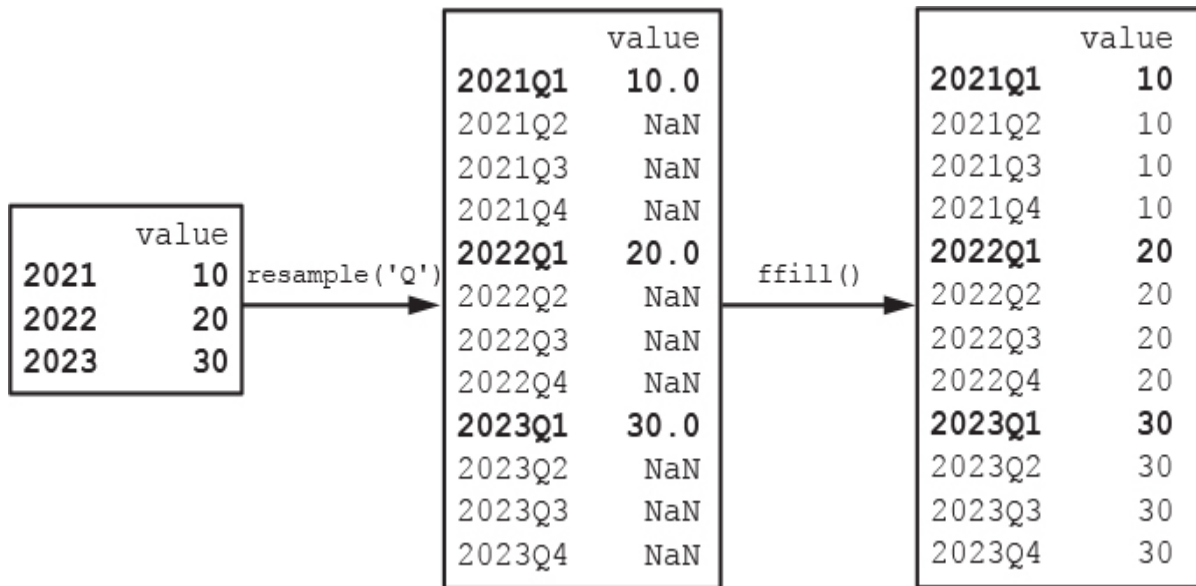 value
2021 10
2022 20
2023 30
resample('Q')
value
2021Q1 10.0
2021Q2 NaN
2021Q3 NaN
2021Q4 NaN
2022Q1 20.0
2022Q2 NaN
2022Q3 NaN
2022Q4 NaN
2023Q1 30.0
2023Q2 NaN
2023Q3 NaN
2023Q4 NaN
ffill()
value
2021Q1 10
2021Q2 10
2021Q3 10
2021Q4 10
2022Q1 20
2022Q2 20
2022Q3 20
2022Q4 20
2023Q1 30
2023Q2 30
2023Q3 30
2023Q4 30